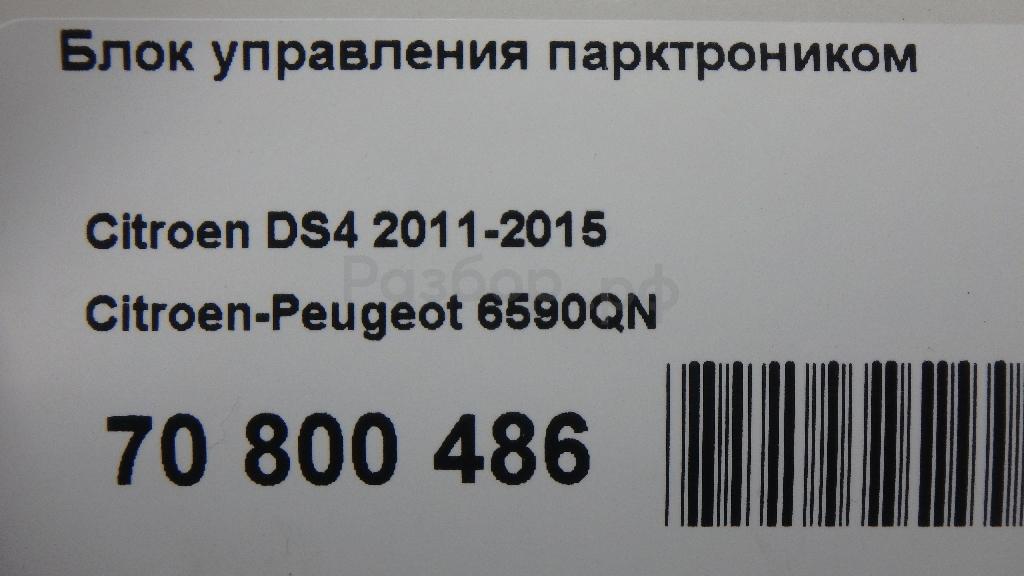 Блок управления парктроником
Citroen DS4 2011-2015
Разбор.рф
Citroen-Peugeot 6590QN
70 800 486